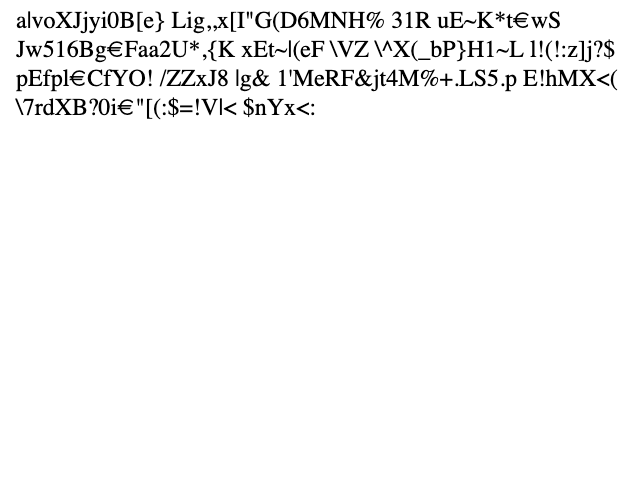 a|voXJjyi0B[e} Lig,,x[I"G(D6MNH% 31R uE~K*t€wS
Jw516Bg€Faa2U*,{K xEt~|(eF \VZ \^X(_bP}H1~L l!(!:z]j?$
pEfpl€CfYO! /ZZxJ8 |g& 1'MeRF&jt4M%+.LS5.p E!hMX<(
\7rdXB?0i€"[(:$=!V|< $nYx<: